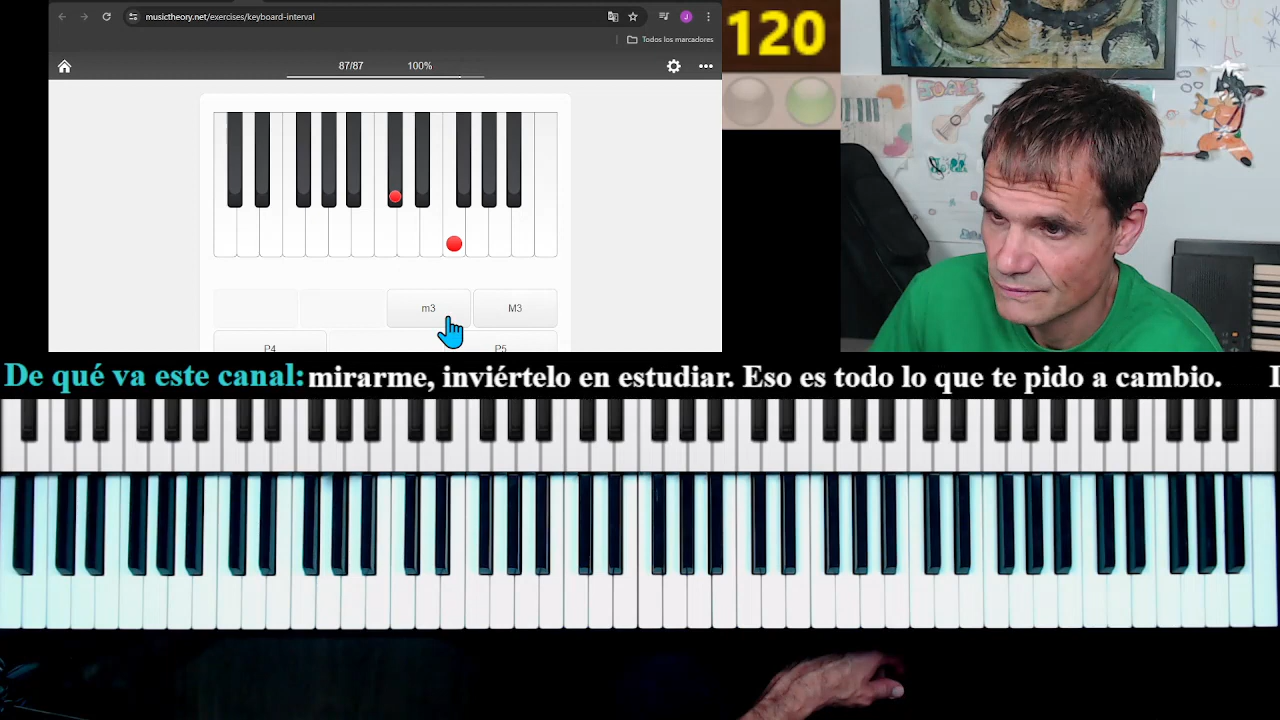 musictheory.net/exercises/keyboard-interval
Todos los marcadores
87/87 100%
120
m3 M3
P4 P5
De qué va este canal: mirarme, inviértelo en estudiar. Eso es todo lo que te pido a cambio.